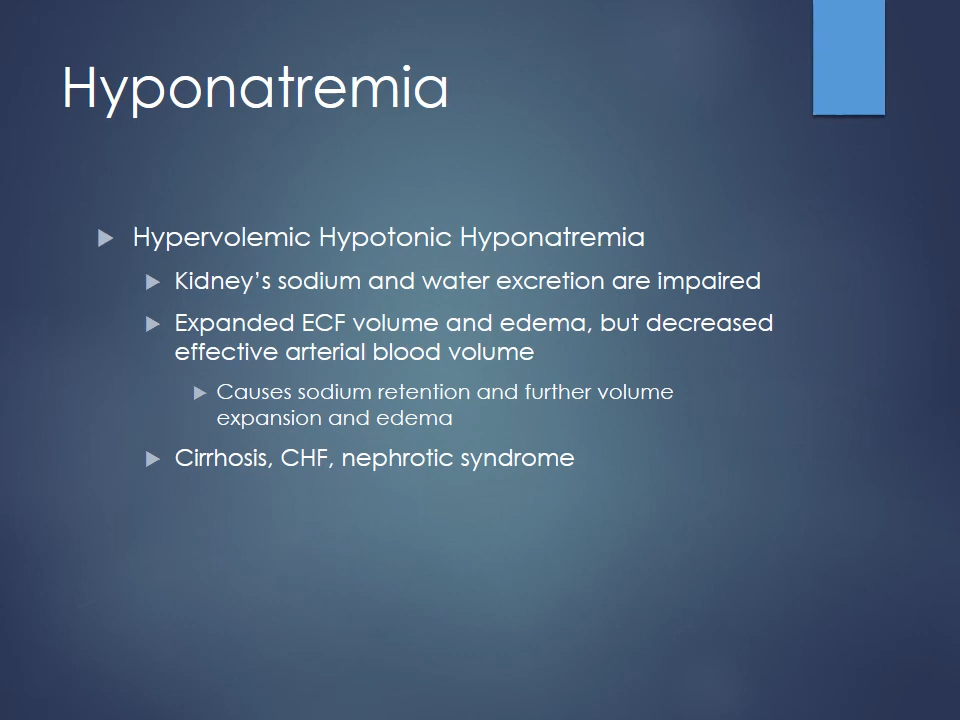 Hyponatremia
Hypervolemic Hypotonic Hyponatremia
Kidney’s sodium and water excretion are impaired
Expanded ECF volume and edema, but decreased
effective arterial blood volume
Causes sodium retention and further volume
expansion and edema
Cirrhosis, CHF, nephrotic syndrome